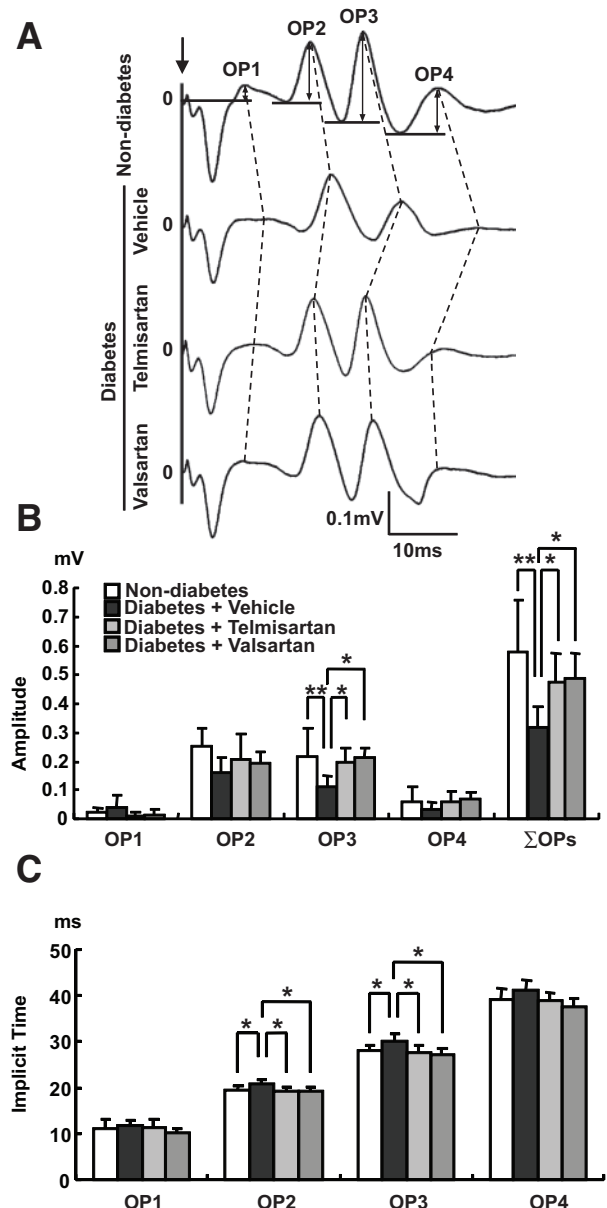 A
OP1
OP2
OP3
OP4
Non-diabetes
0
Diabetes
Vehicle
0
Telmisartan
0
Valsartan
0
0.1mV
10ms
B
mV
Amplitude
0.8
0.7
0.6
0.5
0.4
0.3
0.2
0.1
0
Non-diabetes
Diabetes + Vehicle
Diabetes + Telmisartan
Diabetes + Valsartan
** * *
** * *
OP1 OP2 OP3 OP4 ∑OPs
C
ms
Implicit Time
50
40
30
20
10
0
* * *
* * *
OP1 OP2 OP3 OP4